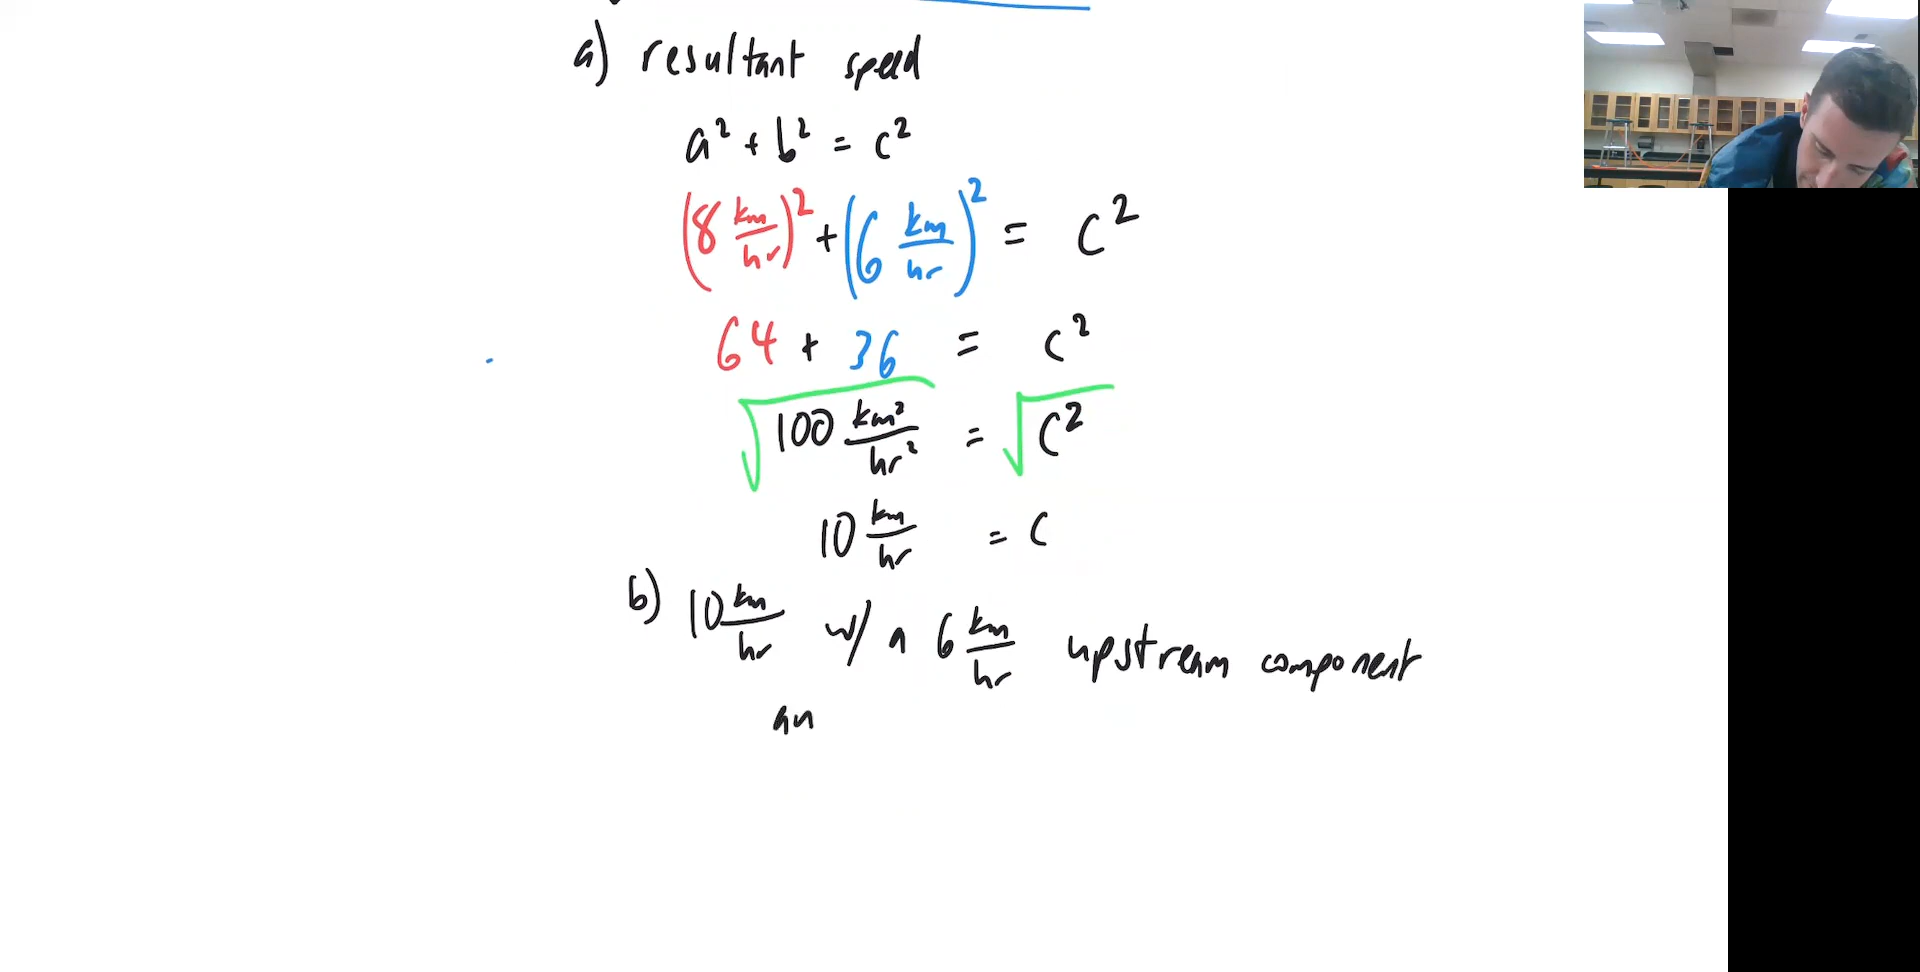 a) resultant speed
a² + b² = c²
(8 km/hr)² + (6 km/hr)² = c²
64 + 36 = c²
√100 km²/hr² = √c²
10 km/hr = c
b) 10 km/hr w/ a 6 km/hr upstream component
an